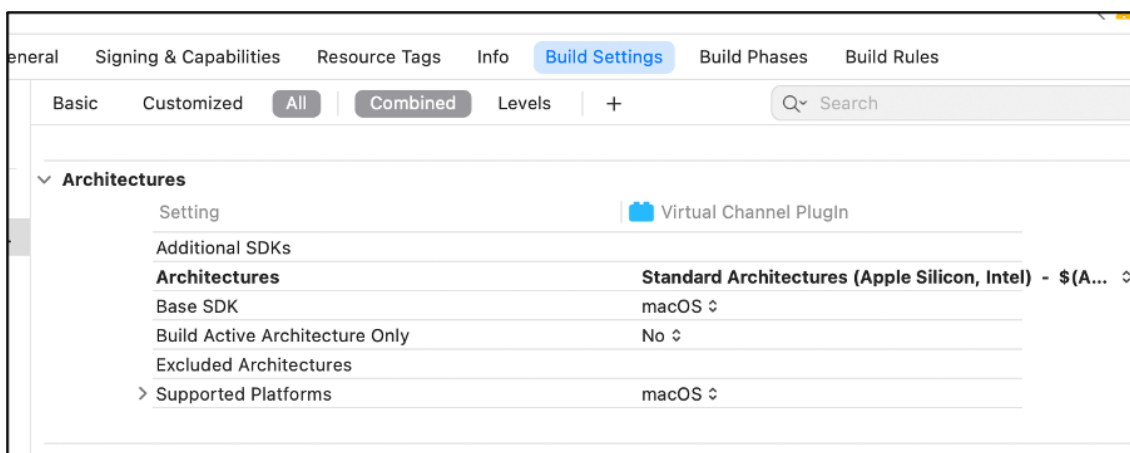 eneral Signing & Capabilities Resource Tags Info Build Settings Build Phases Build Rules
Basic Customized All Combined Levels + Search
Architectures
Setting Virtual Channel PlugIn
Additional SDKs
Architectures Standard Architectures (Apple Silicon, Intel) - $(A...
Base SDK macOS
Build Active Architecture Only No
Excluded Architectures
Supported Platforms macOS